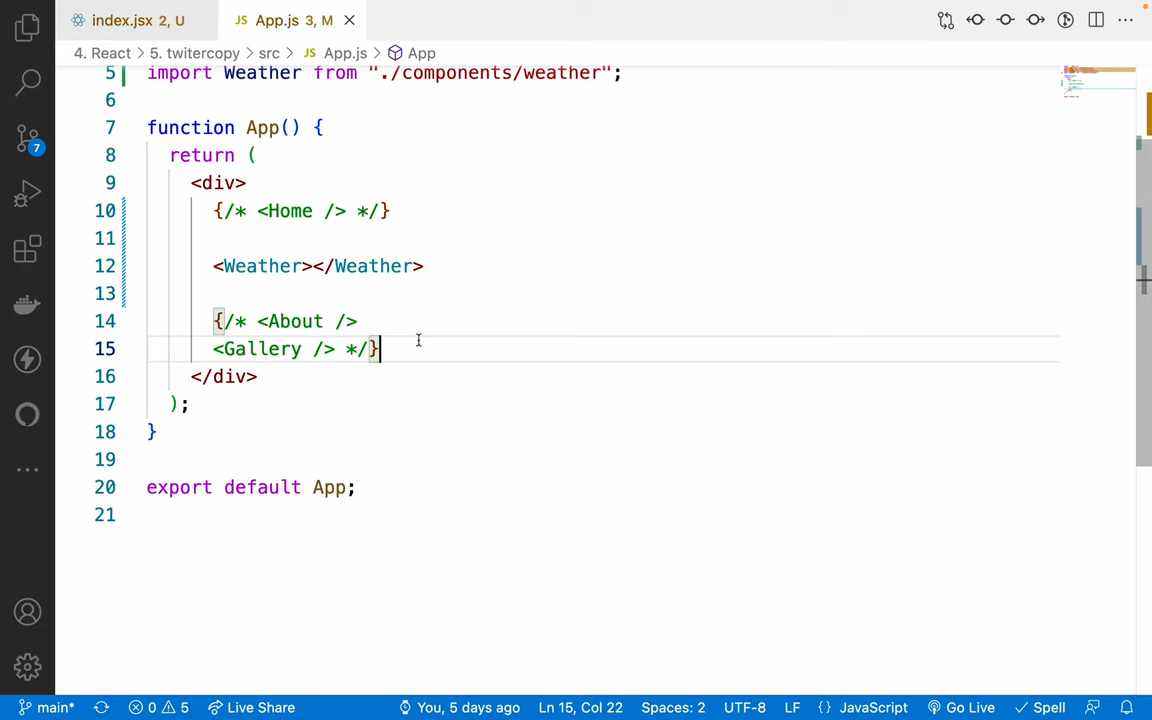 index.jsx 2, U
JS App.js 3, M
4. React > 5. twitercopy > src > JS App.js > App
5 import Weather from "./components/weather";
6
7 function App() {
8 return (
9 <div>
10 {/* <Home /> */}
11
12 <Weather></Weather>
13
14 {/* <About />
15 <Gallery /> */}
16 </div>
17 );
18 }
19
20 export default App;
21
7
main* 0 5 Live Share You, 5 days ago Ln 15, Col 22 Spaces: 2 UTF-8 LF {} JavaScript Go Live Spell